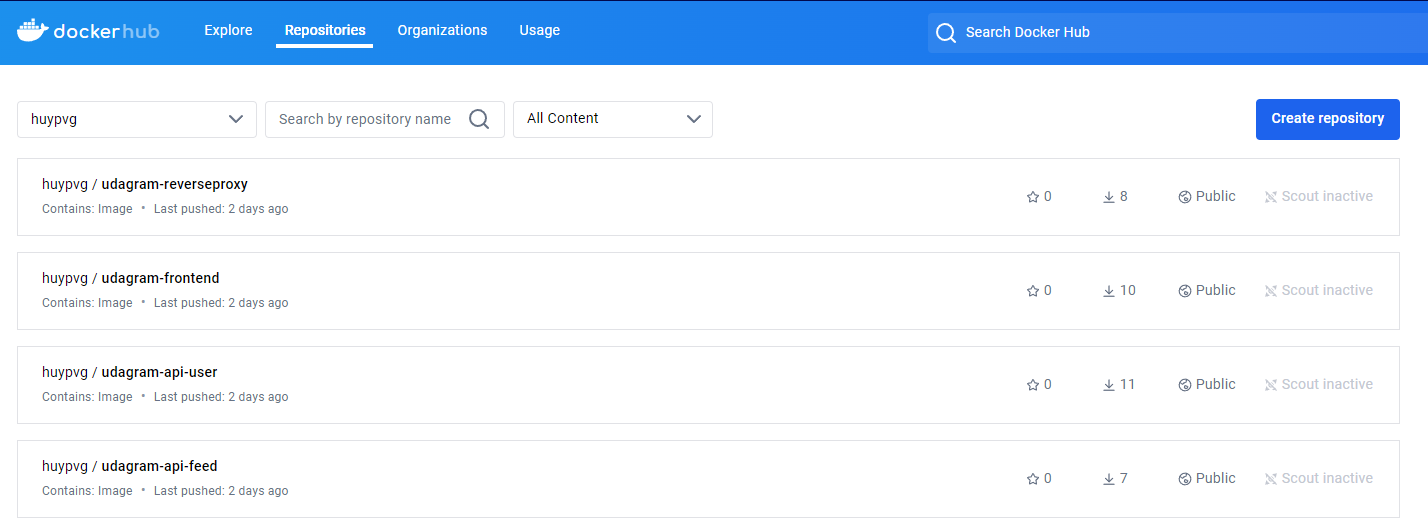 dockerhub Explore Repositories Organizations Usage Search Docker Hub
huypvg Search by repository name All Content Create repository
huypvg / udagram-reverseproxy
Contains: Image • Last pushed: 2 days ago
0 8 Public Scout inactive
huypvg / udagram-frontend
Contains: Image • Last pushed: 2 days ago
0 10 Public Scout inactive
huypvg / udagram-api-user
Contains: Image • Last pushed: 2 days ago
0 11 Public Scout inactive
huypvg / udagram-api-feed
Contains: Image • Last pushed: 2 days ago
0 7 Public Scout inactive